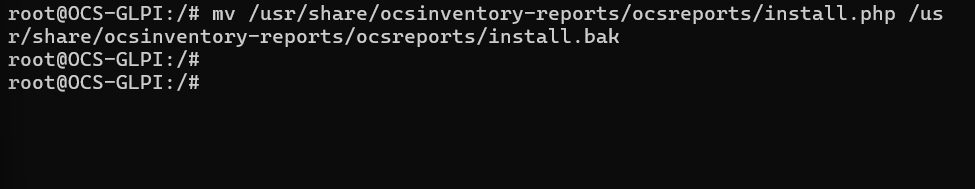 root@OCS-GLPI:/# mv /usr/share/ocsinventory-reports/ocsreports/install.php /us
r/share/ocsinventory-reports/ocsreports/install.bak
root@OCS-GLPI:/#
root@OCS-GLPI:/#